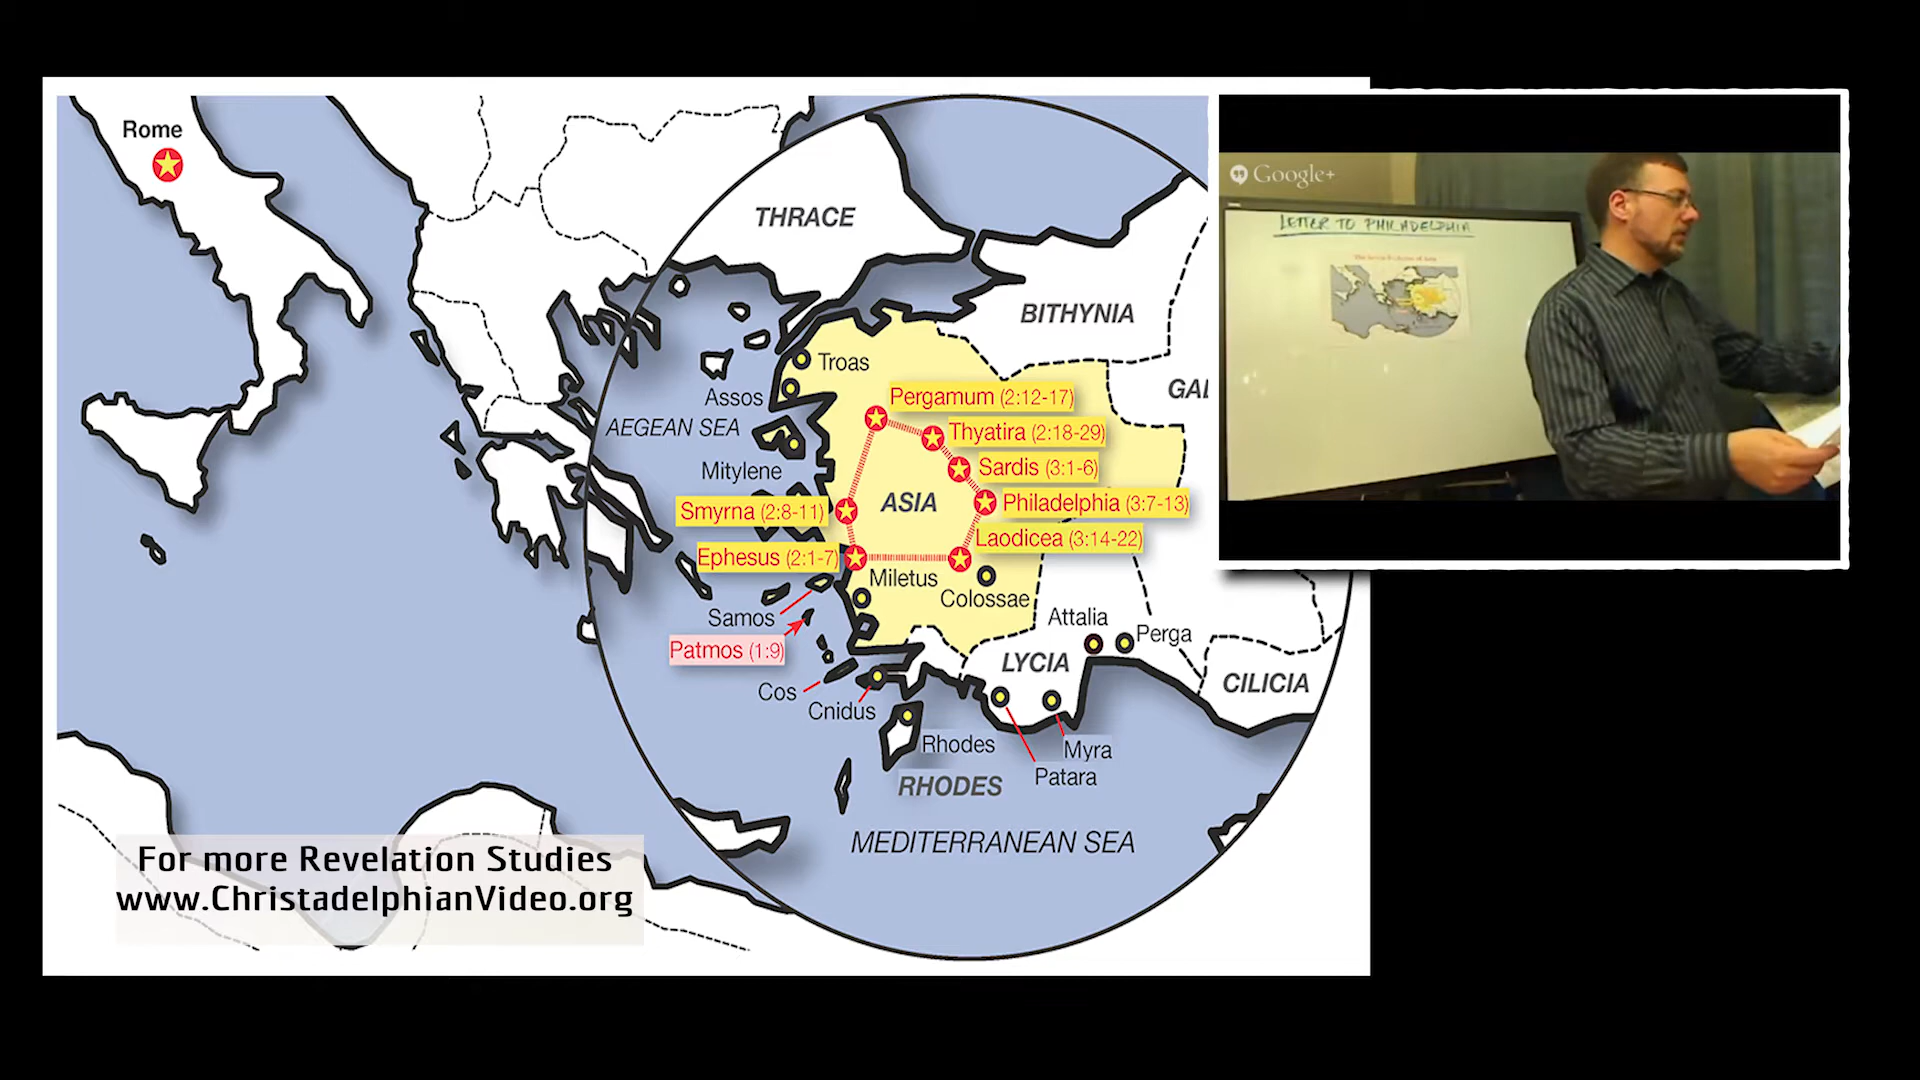 Rome
THRACE
BITHYNIA
Troas
Assos
Pergamum (2:12-17)
GAL
AEGEAN SEA
Thyatira (2:18-29)
Mitylene
Sardis (3:1-6)
ASIA
Philadelphia (3:7-13)
Smyrna (2:8-11)
Laodicea (3:14-22)
Ephesus (2:1-7)
Miletus
Colossae
Samos
Attalia
Perga
Patmos (1:9)
LYCIA
CILICIA
Cos
Cnidus
Rhodes
Myra
Patara
RHODES
MEDITERRANEAN SEA
For more Revelation Studies
www.ChristadelphianVideo.org
Google+
LETTER TO PHILADELPHIA